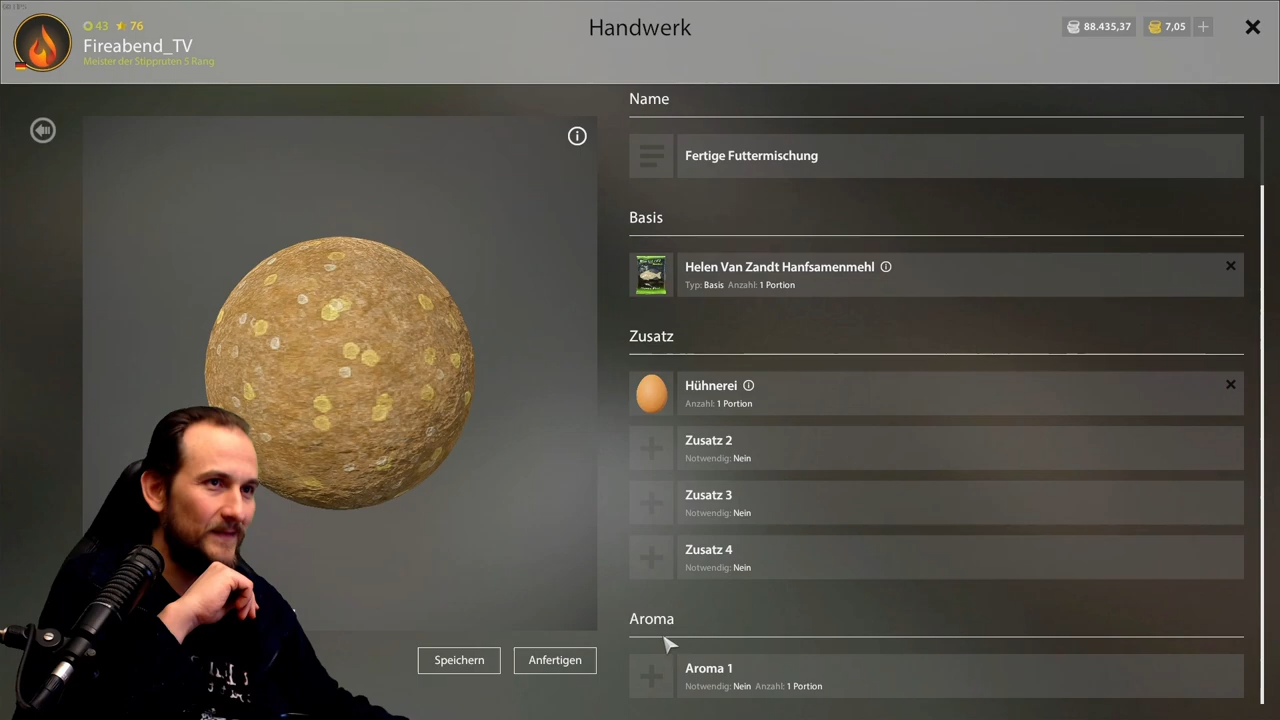 43 76
Handwerk
88.435,37
7,05
Fireabend_TV
Meister der Stippruten 5 Rang
Name
Fertige Futtermischung
Basis
Helen Van Zandt Hanfsamenmehl
Typ: Basis Anzahl: 1 Portion
Zusatz
Hühnerei
Anzahl: 1 Portion
Zusatz 2
Notwendig: Nein
Zusatz 3
Notwendig: Nein
Zusatz 4
Notwendig: Nein
Aroma
Speichern
Anfertigen
Aroma 1
Notwendig: Nein Anzahl: 1 Portion